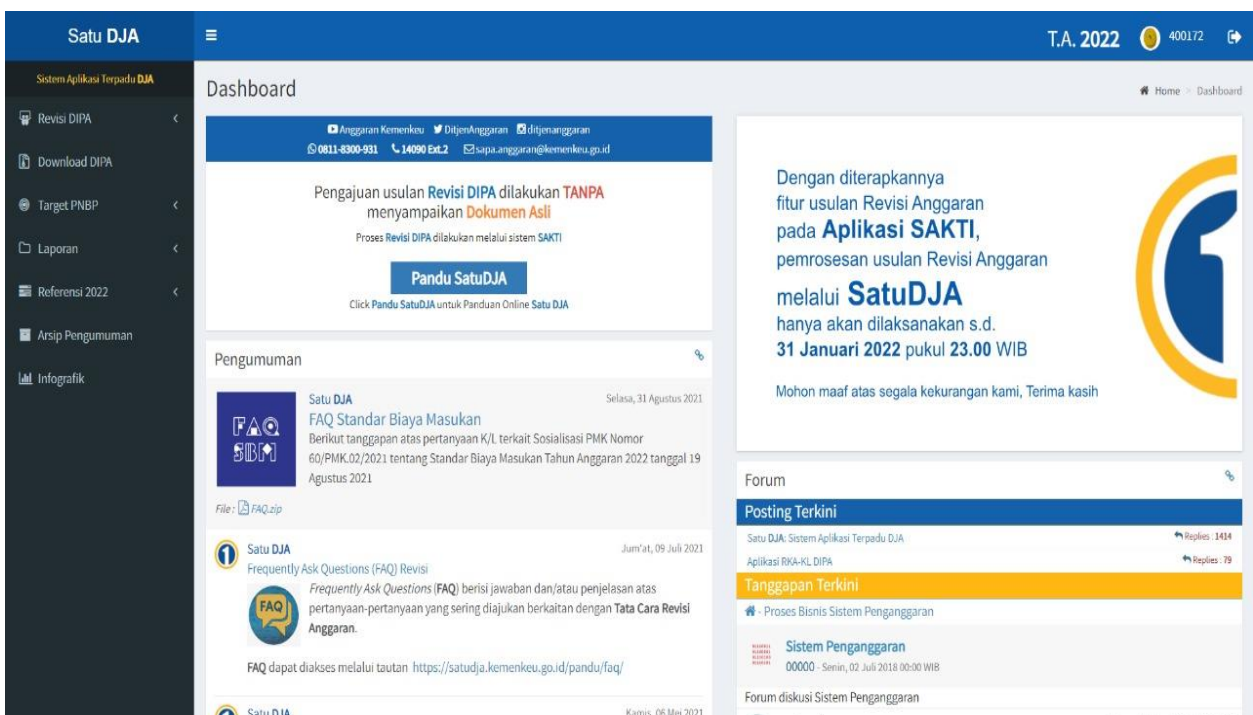 Satu DJA
T.A. 2022
400172
Sistem Aplikasi Terpadu DJA
Revisi DIPA
Download DIPA
Target PNBP
Laporan
Referensi 2022
Arsip Pengumuman
Infografik
Dashboard
Home > Dashboard
Anggaran Kemenkeu DitjenAnggaran ditjenanggaran
0811-8300-931 14090 Ext.2 sapa.anggaran@kemenkeu.go.id
Pengajuan usulan Revisi DIPA dilakukan TANPA
menyampaikan Dokumen Asli
Proses Revisi DIPA dilakukan melalui sistem SAKTI
Pandu SatuDJA
Click Pandu SatuDJA untuk Panduan Online Satu DJA
Pengumuman
FAQ
SBM
Satu DJA
Selasa, 31 Agustus 2021
FAQ Standar Biaya Masukan
Berikut tanggapan atas pertanyaan K/L terkait Sosialisasi PMK Nomor
60/PMK.02/2021 tentang Standar Biaya Masukan Tahun Anggaran 2022 tanggal 19
Agustus 2021
File : FAQ.zip
Satu DJA
Jum'at, 09 Juli 2021
Frequently Ask Questions (FAQ) Revisi
FAQ
Frequently Ask Questions (FAQ) berisi jawaban dan/atau penjelasan atas
pertanyaan-pertanyaan yang sering diajukan berkaitan dengan Tata Cara Revisi
Anggaran.
FAQ dapat diakses melalui tautan https://satudja.kemenkeu.go.id/pandu/faq/
Satu DJA
Kamis, 06 Mei 2021
Dengan diterapkannya
fitur usulan Revisi Anggaran
pada Aplikasi SAKTI,
pemrosesan usulan Revisi Anggaran
melalui SatuDJA
hanya akan dilaksanakan s.d.
31 Januari 2022 pukul 23.00 WIB
Mohon maaf atas segala kekurangan kami, Terima kasih
Forum
Posting Terkini
Satu DJA: Sistem Aplikasi Terpadu DJA
Replies : 1414
Aplikasi RKA-KL DIPA
Replies : 79
Tanggapan Terkini
- Proses Bisnis Sistem Penganggaran
Sistem Penganggaran
00000 - Senin, 02 Juli 2018 00:00 WIB
Forum diskusi Sistem Penganggaran